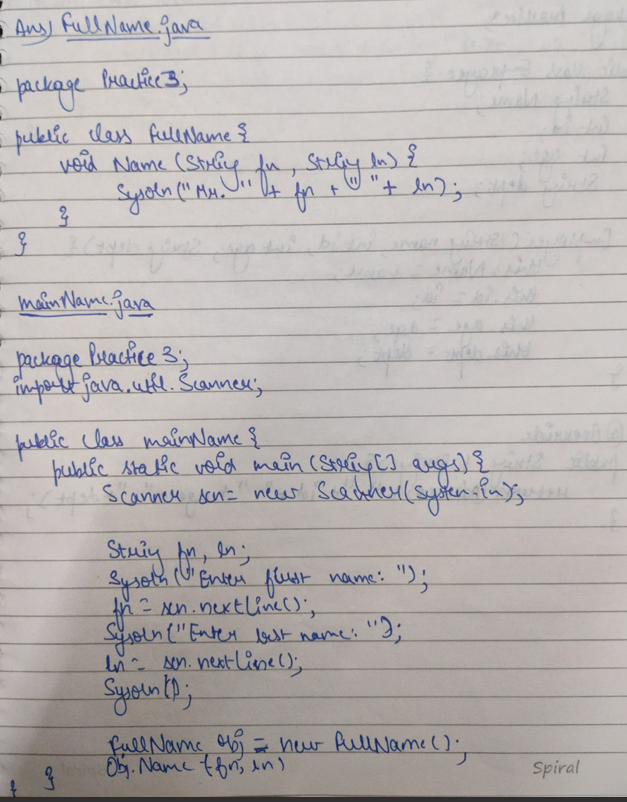 Ans) FullName.java
package Practice3;
public class FullName {
void Name (String fn, String ln) {
Sysoln("Mr. " + fn + " " + ln);
}
}
mainName.java
package Practice 3;
import java.util.Scanner;
public class mainName {
public static void main (String[] args) {
Scanner scn = new Scanner(System.in);
String fn, ln;
Sysoln("Enter first name: ");
fn = scn.nextLine();
Sysoln("Enter last name: ");
ln = scn.nextLine();
Sysoln();
FullName obj = new FullName();
Obj.Name (fn, ln)
} }
Spiral